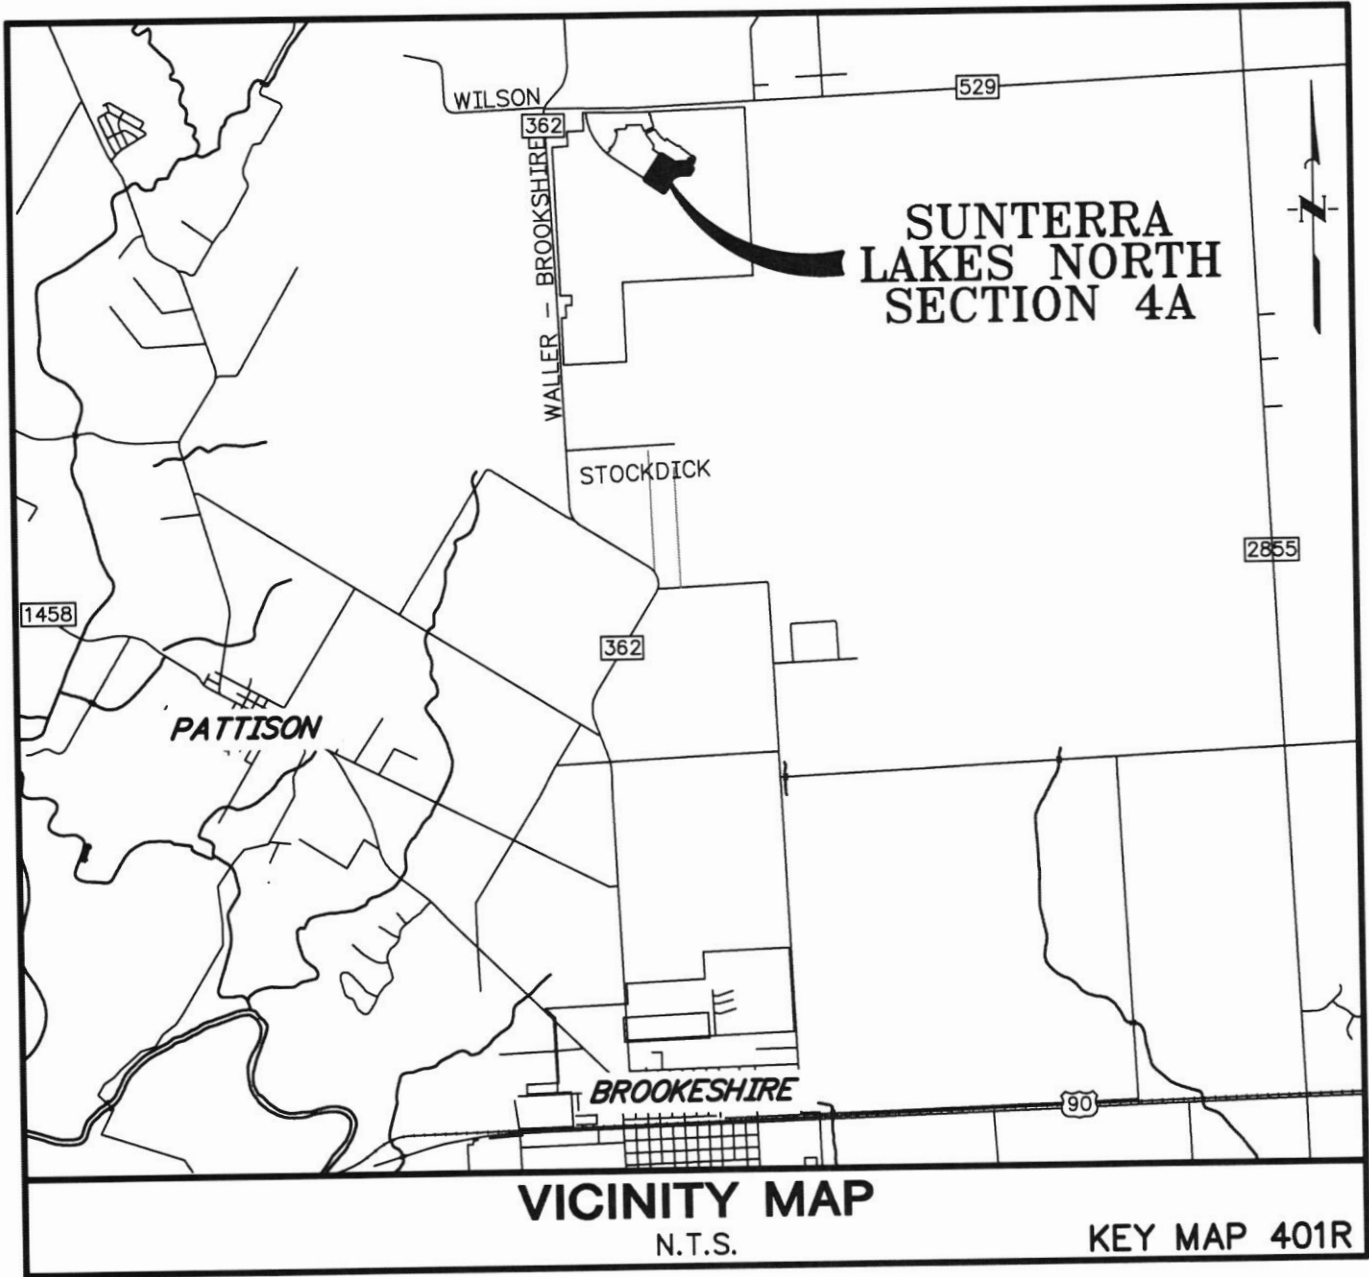 WILSON
529
362
WALLER - BROOKSHIRE
N
SUNTERRA
LAKES NORTH
SECTION 4A
STOCKDICK
2855
1458
362
PATTISON
BROOKESHIRE
90
VICINITY MAP
N.T.S.
KEY MAP 401R